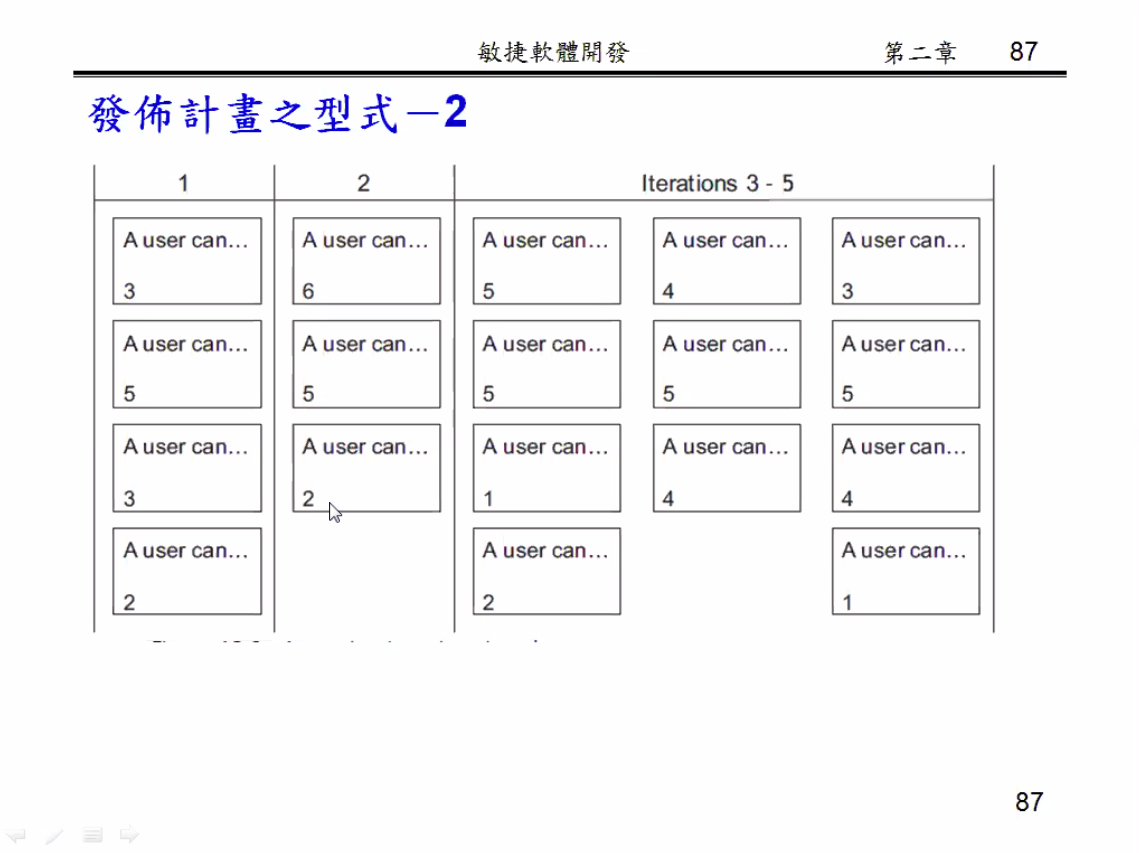 敏捷軟體開發 第二章 87
發佈計畫之型式－2
1 2 Iterations 3 - 5
A user can... A user can... A user can... A user can... A user can...
3 6 5 4 3
A user can... A user can... A user can... A user can... A user can...
5 5 5 5 5
A user can... A user can... A user can... A user can... A user can...
3 2 1 4 4
A user can... A user can... A user can...
2 2 1
87